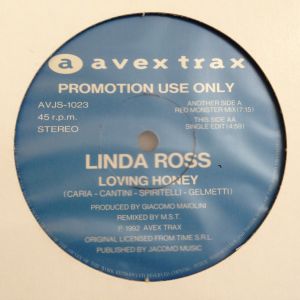 a avex trax
PROMOTION USE ONLY
AVJS-1023
45 r.p.m.
STEREO
ANOTHER SIDE A
RED MONSTER MIX (7:15)
THIS SIDE AA
SINGLE EDIT (4:59)
LINDA ROSS
LOVING HONEY
(CARIA - CANTINI - SPIRITELLI - GELMETTI)
PRODUCED BY GIACOMO MAIOLINI
REMIXED BY M.S.T.
P. 1992 AVEX TRAX
ORIGINAL LICENSED FROM TIME S.R.L.
PUBLISHED BY JACOMO MUSIC